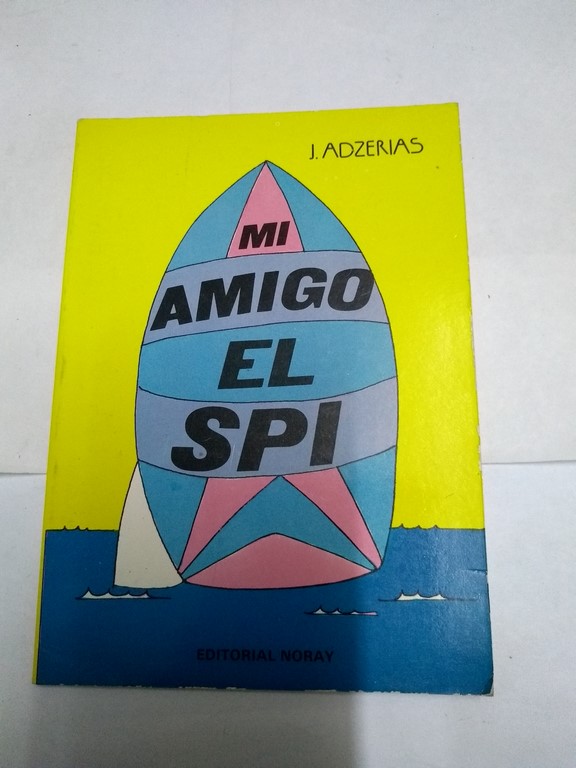 J. ADZERIAS
MI
AMIGO
EL
SPI
EDITORIAL NORAY